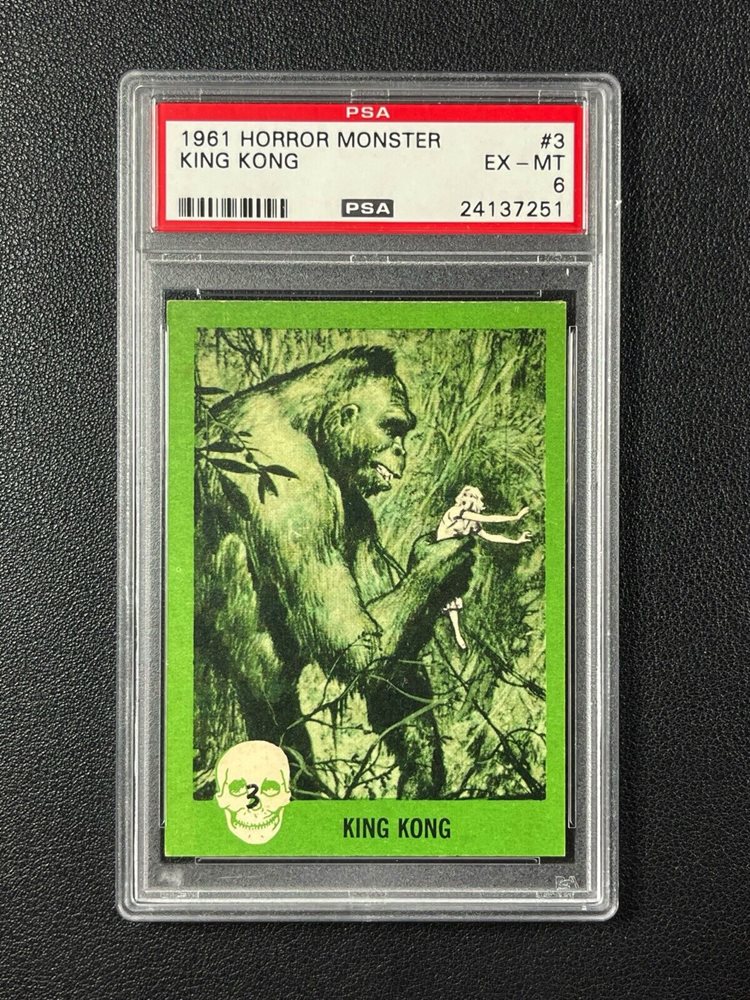 PSA
1961 HORROR MONSTER #3
KING KONG EX - MT
6
PSA 24137251
3
KING KONG